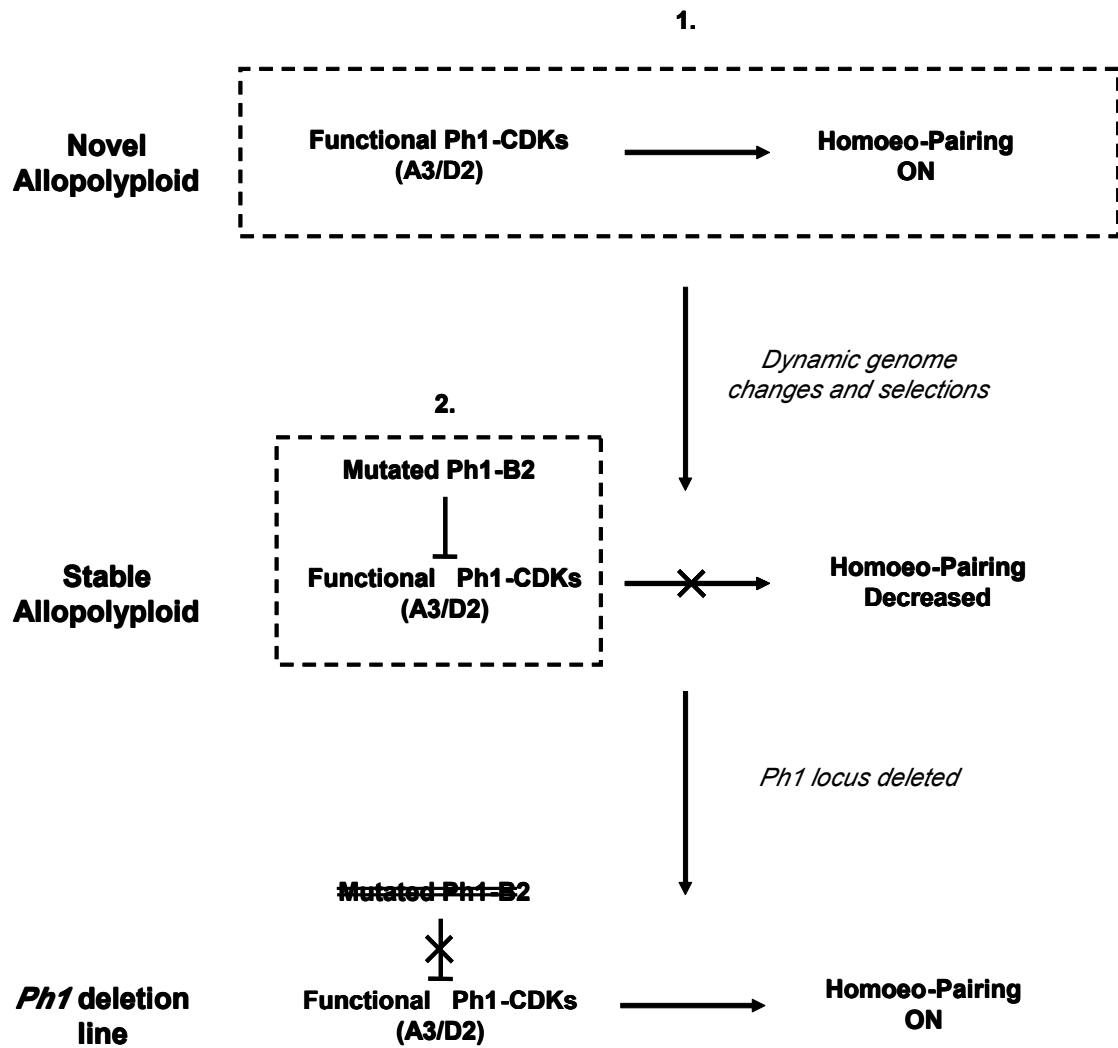 1.
Novel
Allopolyploid
Functional Ph1-CDKs
(A3/D2)
Homoeo-Pairing
ON
Dynamic genome
changes and selections
2.
Mutated Ph1-B2
Stable
Allopolyploid
Functional Ph1-CDKs
(A3/D2)
Homoeo-Pairing
Decreased
Ph1 locus deleted
Mutated Ph1-B2
Ph1 deletion
line
Functional Ph1-CDKs
(A3/D2)
Homoeo-Pairing
ON